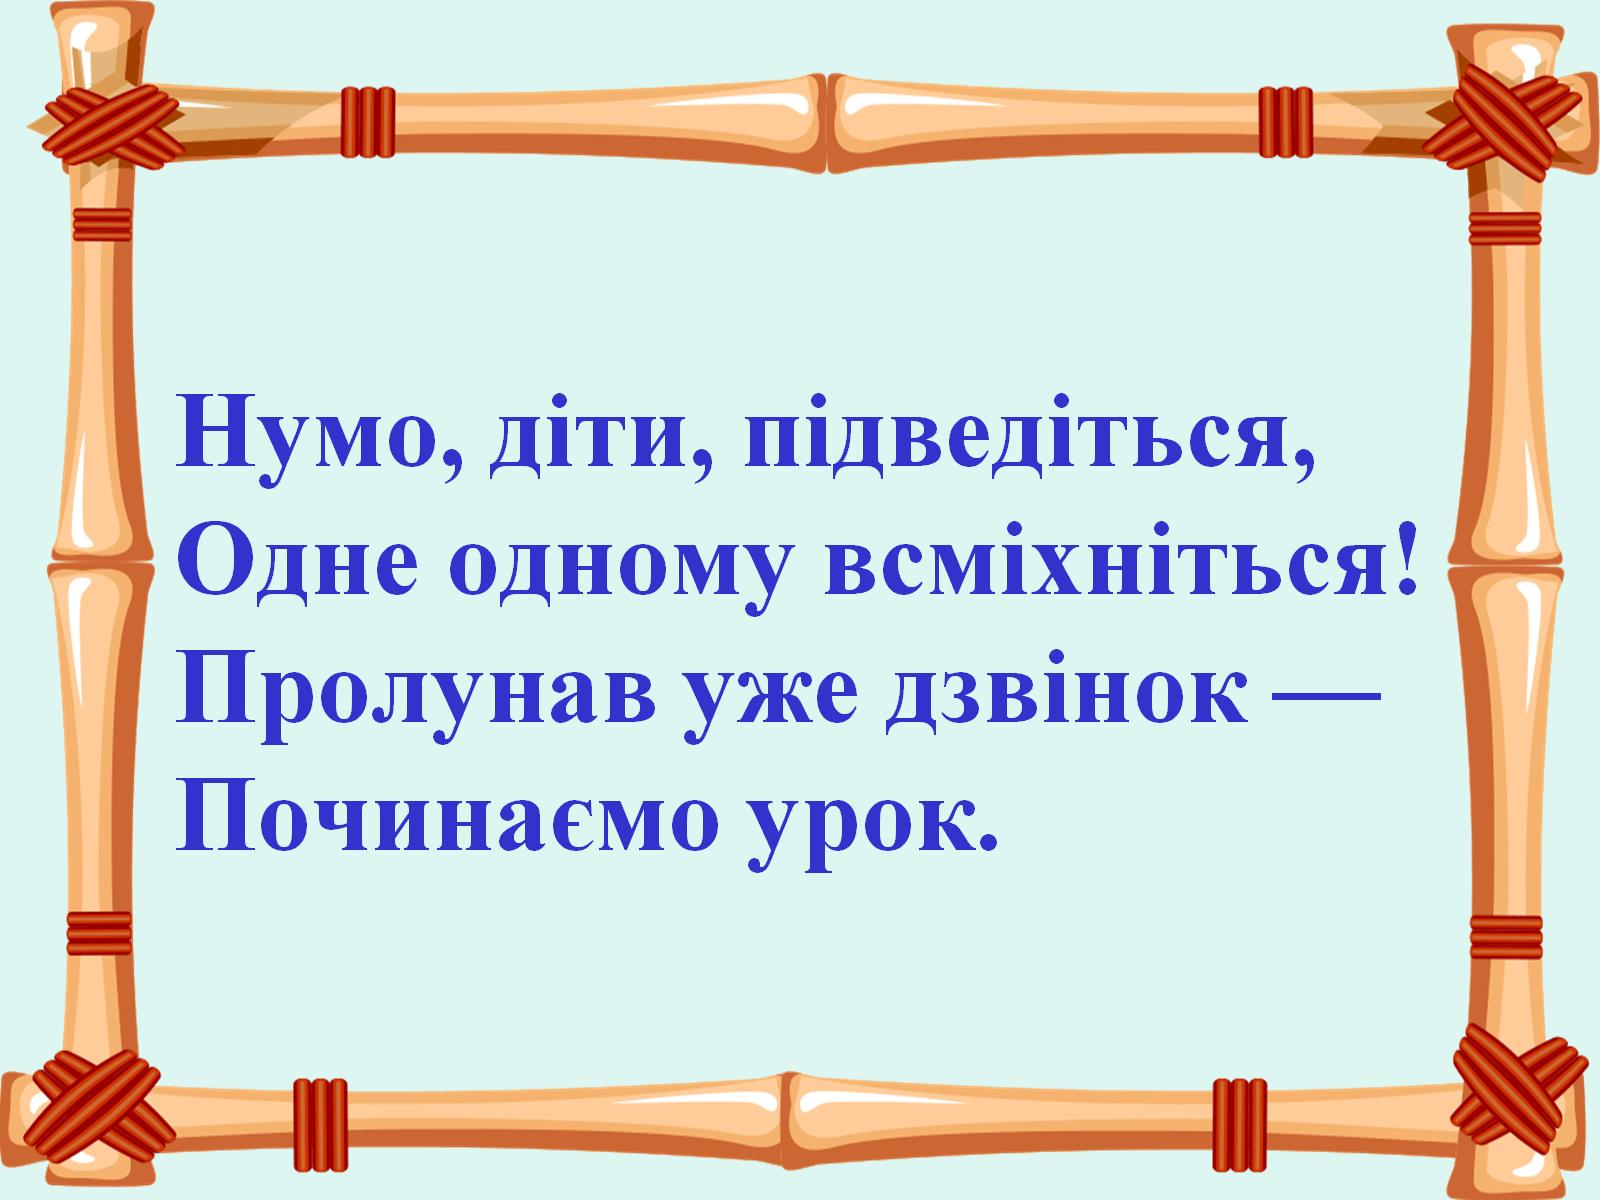 Нумо, діти, підведіться,
Одне одному всміхніться!
Пролунав уже дзвінок —
Починаємо урок.